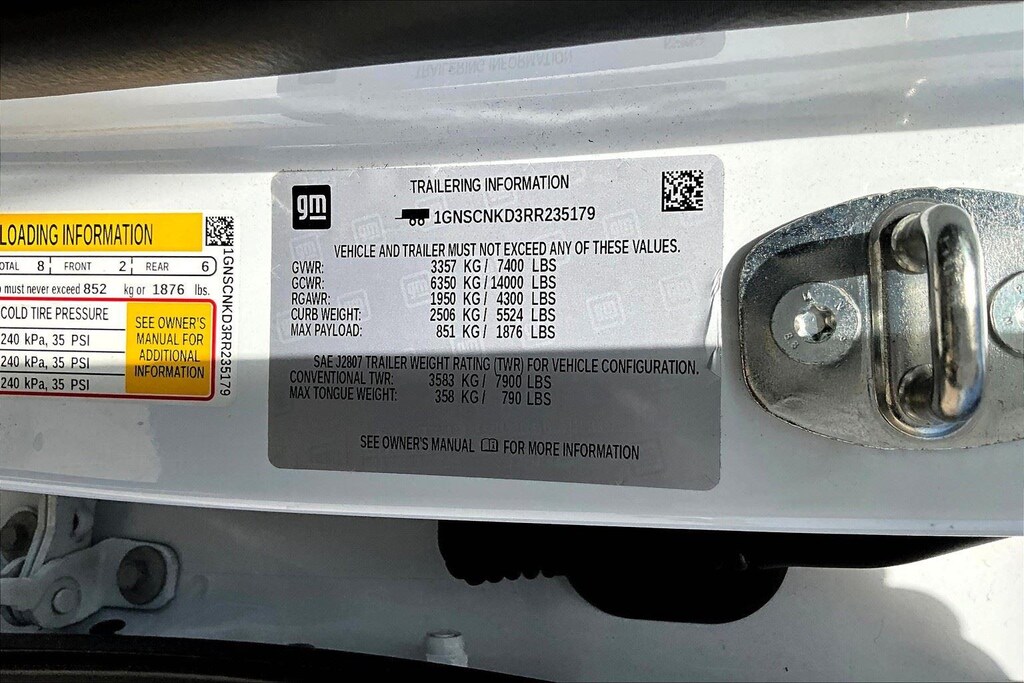 TRAILERING INFORMATION
gm
TRAILERING INFORMATION
1GNSCNKD3RR235179
VEHICLE AND TRAILER MUST NOT EXCEED ANY OF THESE VALUES.
GVWR: 3357 KG / 7400 LBS
GCWR: 6350 KG / 14000 LBS
RGAWR: 1950 KG / 4300 LBS
CURB WEIGHT: 2506 KG / 5524 LBS
MAX PAYLOAD: 851 KG / 1876 LBS
SAE J2807 TRAILER WEIGHT RATING (TWR) FOR VEHICLE CONFIGURATION.
CONVENTIONAL TWR: 3583 KG / 7900 LBS
MAX TONGUE WEIGHT: 358 KG / 790 LBS
SEE OWNER'S MANUAL FOR MORE INFORMATION
LOADING INFORMATION
OTAL 8 FRONT 2 REAR 6
must never exceed 852 kg or 1876 lbs.
COLD TIRE PRESSURE
240 kPa, 35 PSI
240 kPa, 35 PSI
240 kPa, 35 PSI
SEE OWNER'S
MANUAL FOR
ADDITIONAL
INFORMATION
1GNSCNKD3RR235179